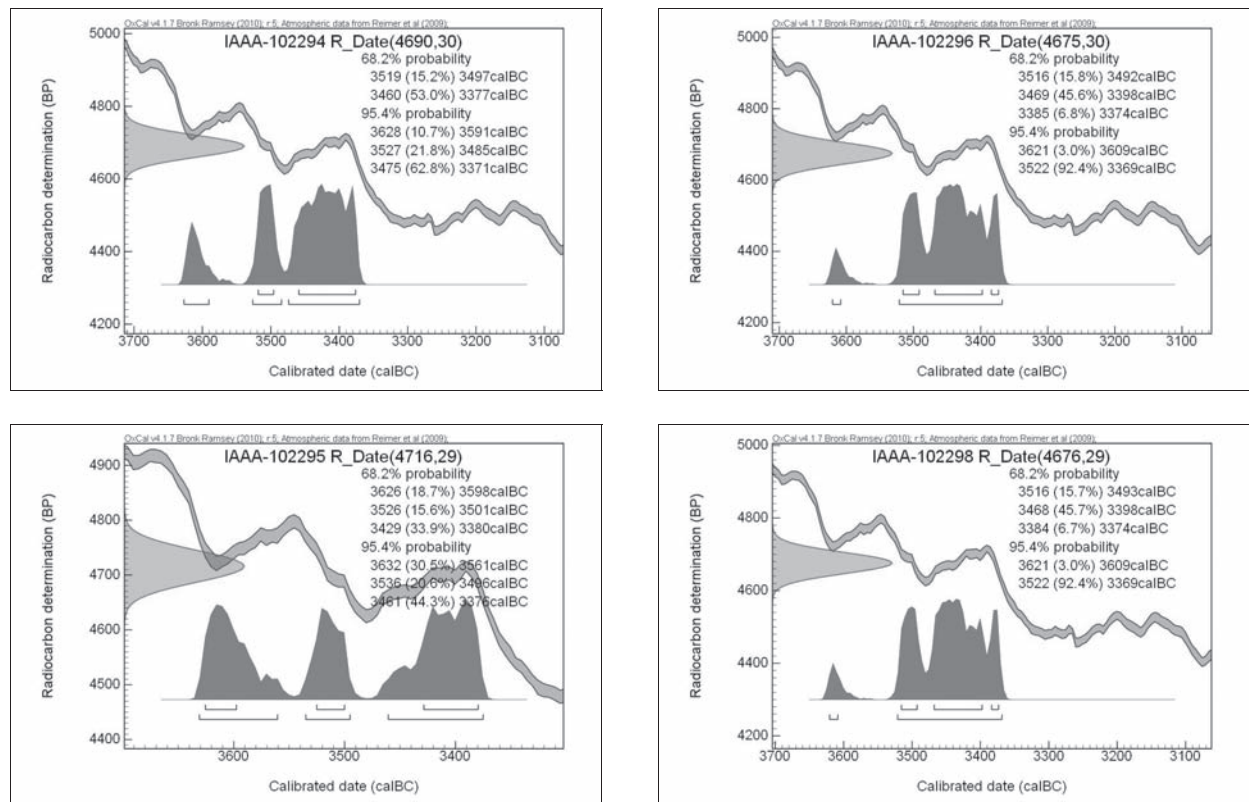 OxCal v4.1.7 Bronk Ramsey (2010); r:5; Atmospheric data from Reimer et al (2009);
IAAA-102294 R_Date(4690,30)
68.2% probability
3519 (15.2%) 3497calBC
3460 (53.0%) 3377calBC
95.4% probability
3628 (10.7%) 3591calBC
3527 (21.8%) 3485calBC
3475 (62.8%) 3371calBC
Radiocarbon determination (BP)
5000
4800
4600
4400
4200
3700 3600 3500 3400 3300 3200 3100
Calibrated date (calBC)
OxCal v4.1.7 Bronk Ramsey (2010); r:5; Atmospheric data from Reimer et al (2009);
IAAA-102296 R_Date(4675,30)
68.2% probability
3516 (15.8%) 3492calBC
3469 (45.6%) 3398calBC
3385 (6.8%) 3374calBC
95.4% probability
3621 (3.0%) 3609calBC
3522 (92.4%) 3369calBC
Radiocarbon determination (BP)
5000
4800
4600
4400
4200
3700 3600 3500 3400 3300 3200 3100
Calibrated date (calBC)
OxCal v4.1.7 Bronk Ramsey (2010); r:5; Atmospheric data from Reimer et al (2009);
IAAA-102295 R_Date(4716,29)
68.2% probability
3626 (18.7%) 3598calBC
3526 (15.6%) 3501calBC
3429 (33.9%) 3380calBC
95.4% probability
3632 (30.5%) 3561calBC
3536 (20.6%) 3496calBC
3461 (44.3%) 3376calBC
Radiocarbon determination (BP)
4900
4800
4700
4600
4500
4400
3600 3500 3400
Calibrated date (calBC)
OxCal v4.1.7 Bronk Ramsey (2010); r:5; Atmospheric data from Reimer et al (2009);
IAAA-102298 R_Date(4676,29)
68.2% probability
3516 (15.7%) 3493calBC
3468 (45.7%) 3398calBC
3384 (6.7%) 3374calBC
95.4% probability
3621 (3.0%) 3609calBC
3522 (92.4%) 3369calBC
Radiocarbon determination (BP)
5000
4800
4600
4400
4200
3700 3600 3500 3400 3300 3200 3100
Calibrated date (calBC)